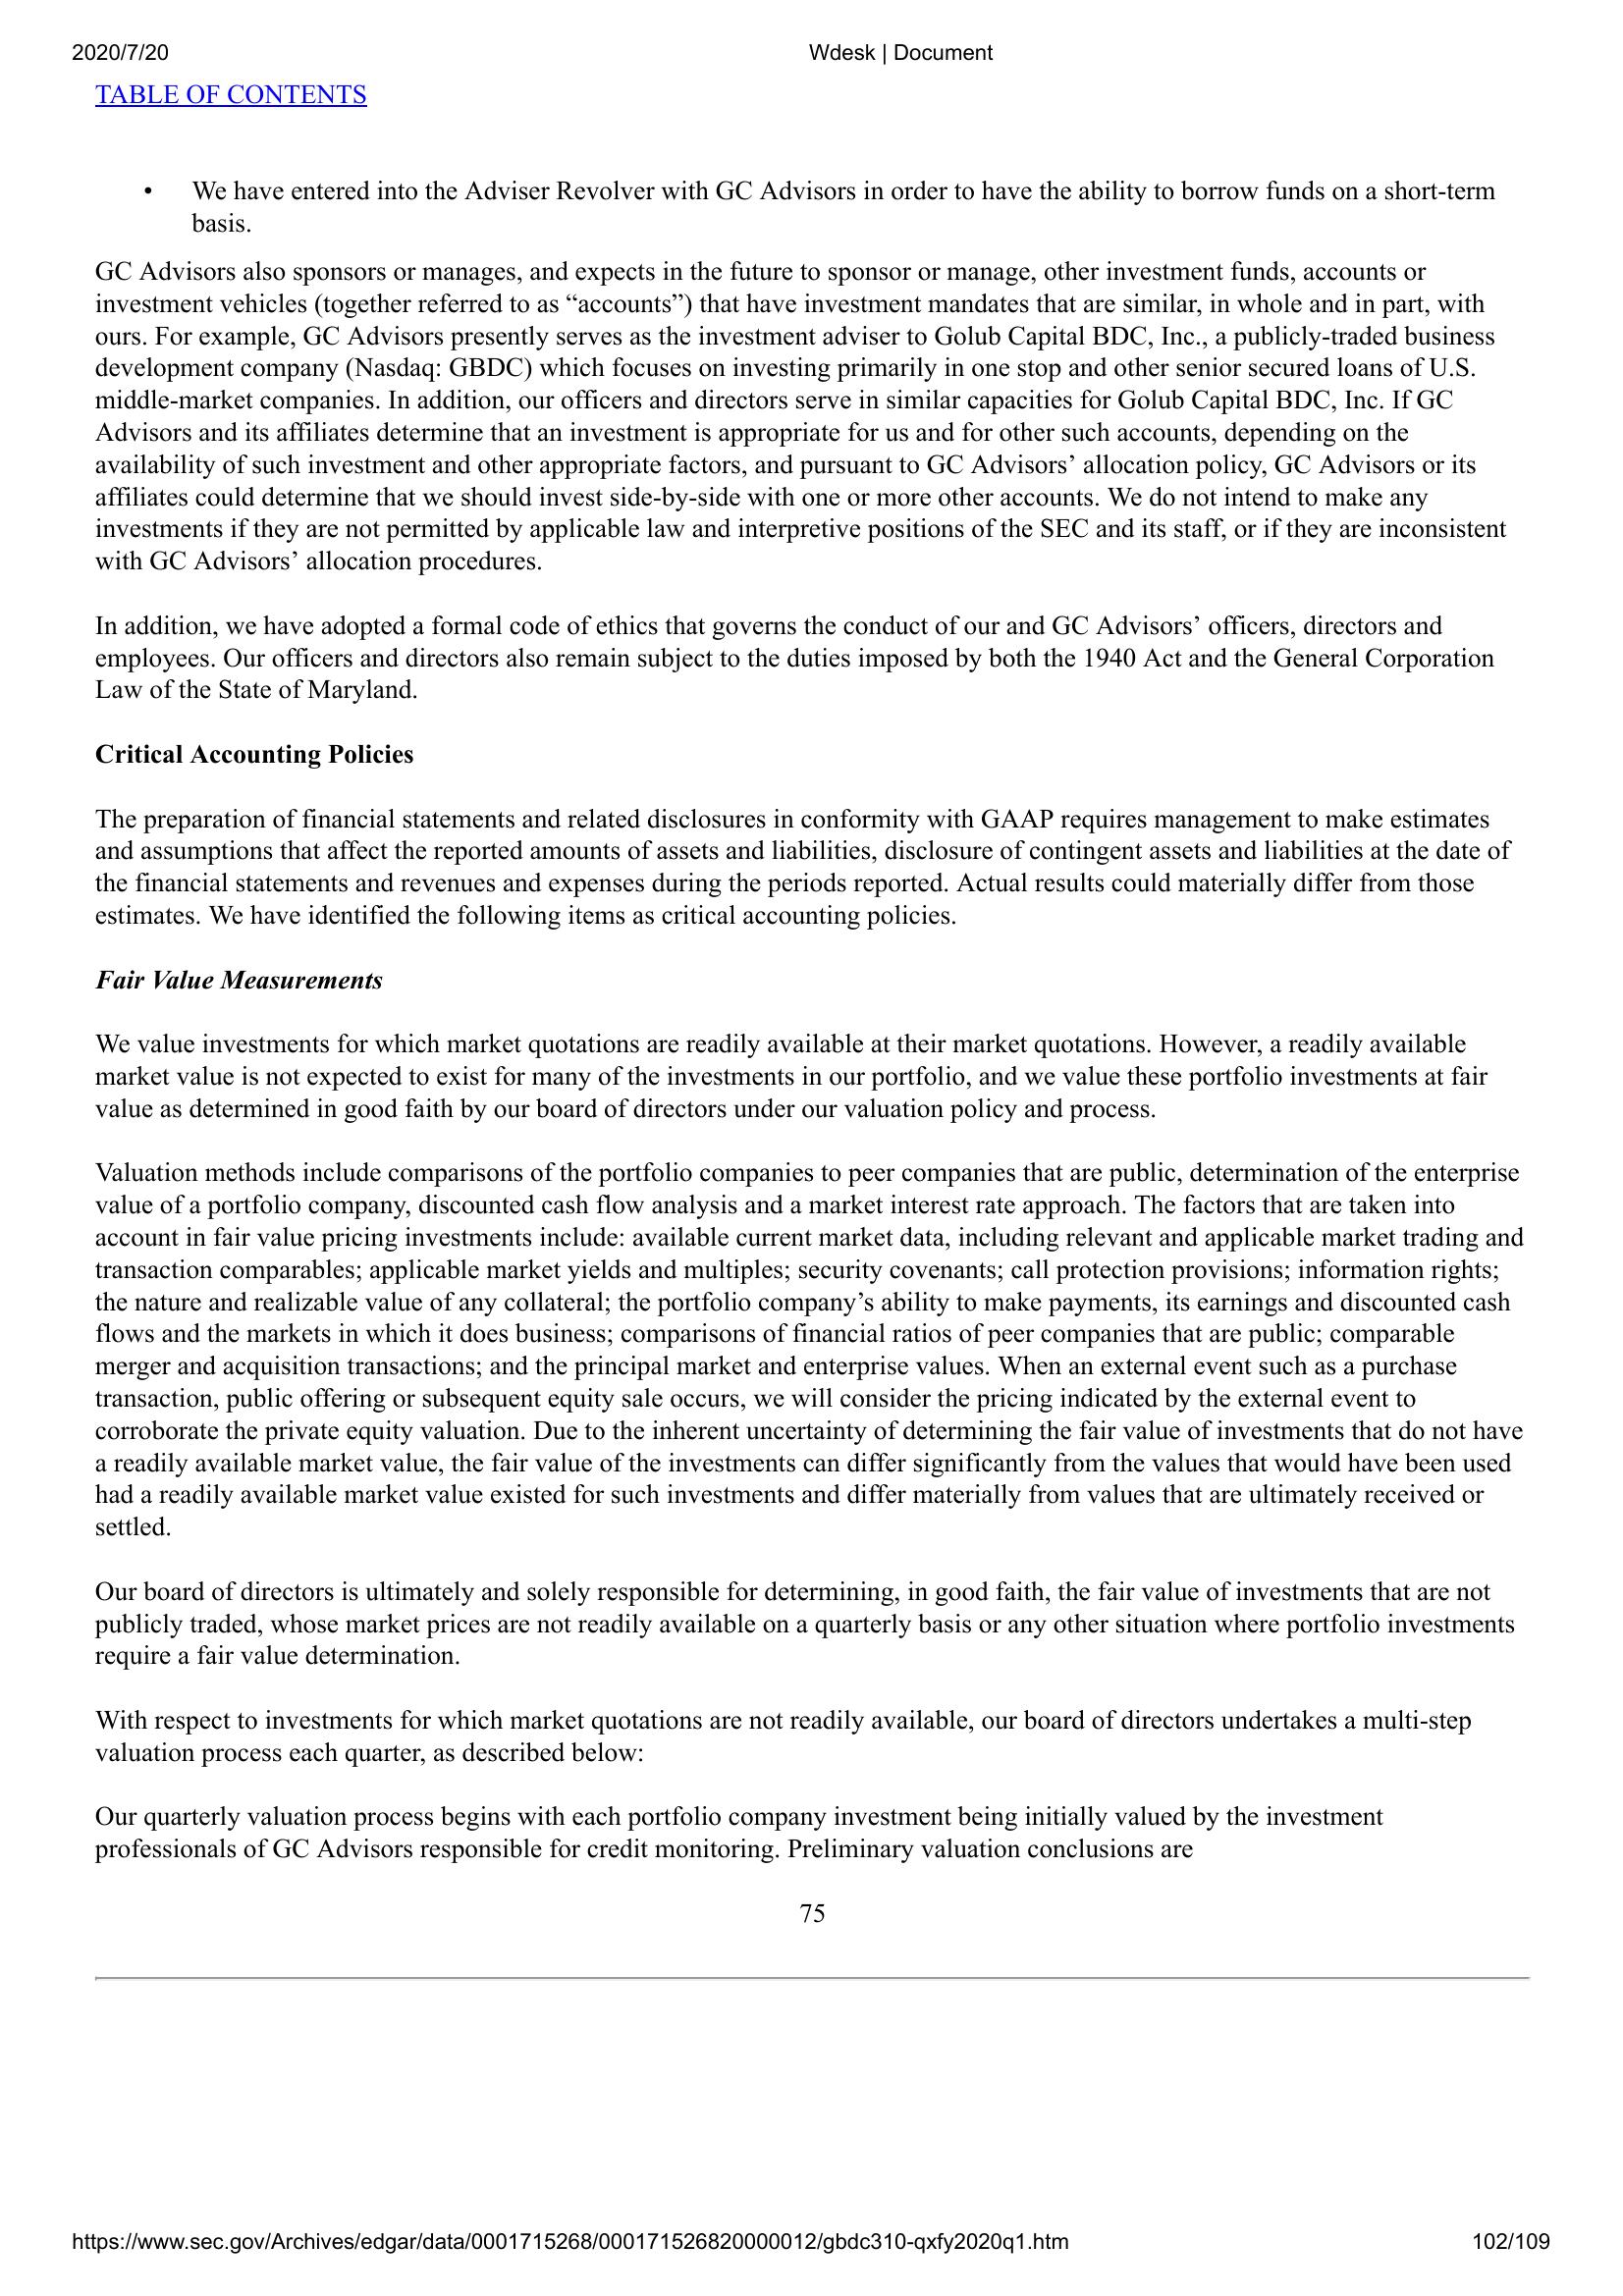 2020/7/20 Wdesk | Document
TABLE OF CONTENTS
• We have entered into the Adviser Revolver with GC Advisors in order to have the ability to borrow funds on a short-term
basis.
GC Advisors also sponsors or manages, and expects in the future to sponsor or manage, other investment funds, accounts or
investment vehicles (together referred to as “accounts”) that have investment mandates that are similar, in whole and in part, with
ours. For example, GC Advisors presently serves as the investment adviser to Golub Capital BDC, Inc., a publicly-traded business
development company (Nasdaq: GBDC) which focuses on investing primarily in one stop and other senior secured loans of U.S.
middle-market companies. In addition, our officers and directors serve in similar capacities for Golub Capital BDC, Inc. If GC
Advisors and its affiliates determine that an investment is appropriate for us and for other such accounts, depending on the
availability of such investment and other appropriate factors, and pursuant to GC Advisors’ allocation policy, GC Advisors or its
affiliates could determine that we should invest side-by-side with one or more other accounts. We do not intend to make any
investments if they are not permitted by applicable law and interpretive positions of the SEC and its staff, or if they are inconsistent
with GC Advisors’ allocation procedures.
In addition, we have adopted a formal code of ethics that governs the conduct of our and GC Advisors’ officers, directors and
employees. Our officers and directors also remain subject to the duties imposed by both the 1940 Act and the General Corporation
Law of the State of Maryland.
Critical Accounting Policies
The preparation of financial statements and related disclosures in conformity with GAAP requires management to make estimates
and assumptions that affect the reported amounts of assets and liabilities, disclosure of contingent assets and liabilities at the date of
the financial statements and revenues and expenses during the periods reported. Actual results could materially differ from those
estimates. We have identified the following items as critical accounting policies.
Fair Value Measurements
We value investments for which market quotations are readily available at their market quotations. However, a readily available
market value is not expected to exist for many of the investments in our portfolio, and we value these portfolio investments at fair
value as determined in good faith by our board of directors under our valuation policy and process.
Valuation methods include comparisons of the portfolio companies to peer companies that are public, determination of the enterprise
value of a portfolio company, discounted cash flow analysis and a market interest rate approach. The factors that are taken into
account in fair value pricing investments include: available current market data, including relevant and applicable market trading and
transaction comparables; applicable market yields and multiples; security covenants; call protection provisions; information rights;
the nature and realizable value of any collateral; the portfolio company’s ability to make payments, its earnings and discounted cash
flows and the markets in which it does business; comparisons of financial ratios of peer companies that are public; comparable
merger and acquisition transactions; and the principal market and enterprise values. When an external event such as a purchase
transaction, public offering or subsequent equity sale occurs, we will consider the pricing indicated by the external event to
corroborate the private equity valuation. Due to the inherent uncertainty of determining the fair value of investments that do not have
a readily available market value, the fair value of the investments can differ significantly from the values that would have been used
had a readily available market value existed for such investments and differ materially from values that are ultimately received or
settled.
Our board of directors is ultimately and solely responsible for determining, in good faith, the fair value of investments that are not
publicly traded, whose market prices are not readily available on a quarterly basis or any other situation where portfolio investments
require a fair value determination.
With respect to investments for which market quotations are not readily available, our board of directors undertakes a multi-step
valuation process each quarter, as described below:
Our quarterly valuation process begins with each portfolio company investment being initially valued by the investment
professionals of GC Advisors responsible for credit monitoring. Preliminary valuation conclusions are
75
https://www.sec.gov/Archives/edgar/data/0001715268/000171526820000012/gbdc310-qxfy2020q1.htm 102/109